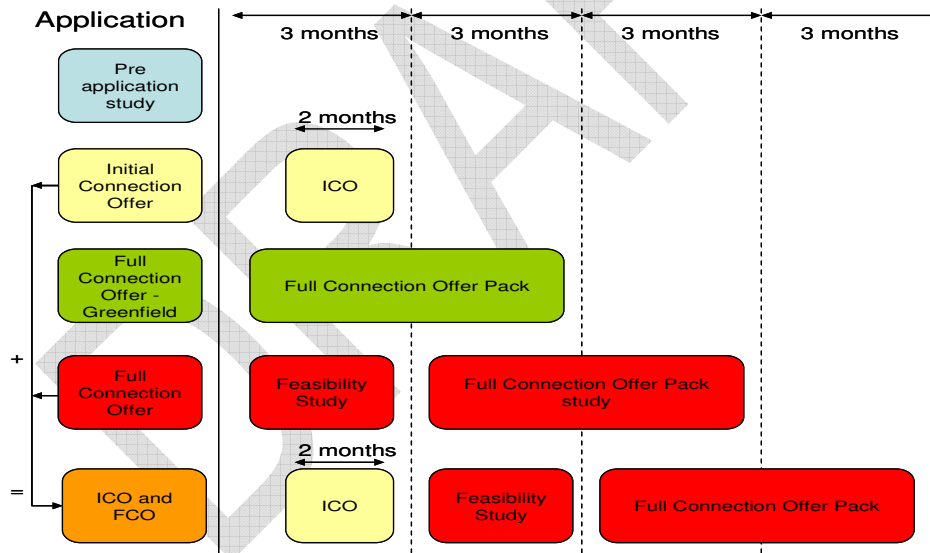 Application
3 months
3 months
3 months
3 months
Pre
application
study
2 months
Initial
Connection
Offer
ICO
Full
Connection
Offer -
Greenfield
Full Connection Offer Pack
+
Full
Connection
Offer
Feasibility
Study
Full Connection Offer Pack
study
2 months
=
ICO and
FCO
ICO
Feasibility
Study
Full Connection Offer Pack
DRAF